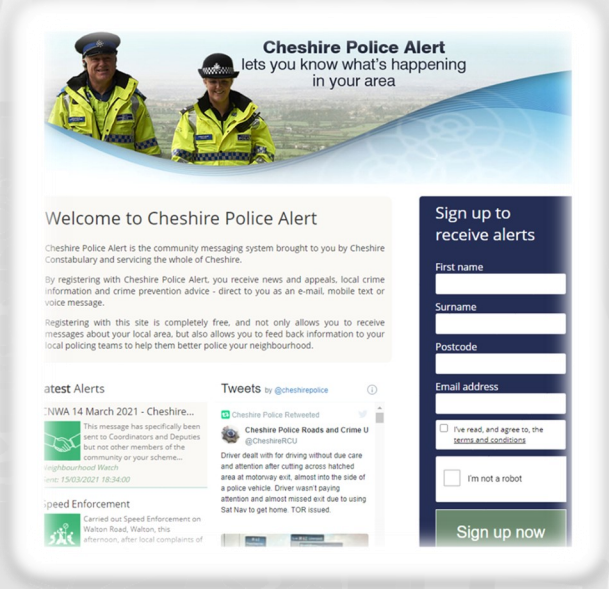 Cheshire Police Alert
lets you know what's happening
in your area
Welcome to Cheshire Police Alert
Cheshire Police Alert is the community messaging system brought to you by Cheshire
Constabulary and servicing the whole of Cheshire.
By registering with Cheshire Police Alert, you receive news and appeals, local crime
information and crime prevention advice - direct to you as an e-mail, mobile text or
voice message.
Registering with this site is completely free, and not only allows you to receive
messages about your local area, but also allows you to feed back information to your
local policing teams to help them better police your neighbourhood.
Latest Alerts
CNWA 14 March 2021 - Cheshire...
This message has specifically been
sent to Coordinators and Deputies
but not other members of the
community or your scheme...
Neighbourhood Watch
Sent: 15/03/2021 18:34:00
Speed Enforcement
Carried out Speed Enforcement on
Walton Road, Walton, this
afternoon, after local complaints of
Tweets by @cheshirepolice
Cheshire Police Retweeted
Cheshire Police Roads and Crime U
@CheshireRCU
Driver dealt with for driving without due care
and attention after cutting across hatched
area at motorway exit, almost into the side of
a police vehicle. Driver wasn't paying
attention and almost missed exit due to using
Sat Nav to get home. TOR issued.
Sign up to
receive alerts
First name
Surname
Postcode
Email address
I've read, and agree to, the
terms and conditions
I'm not a robot
Sign up now